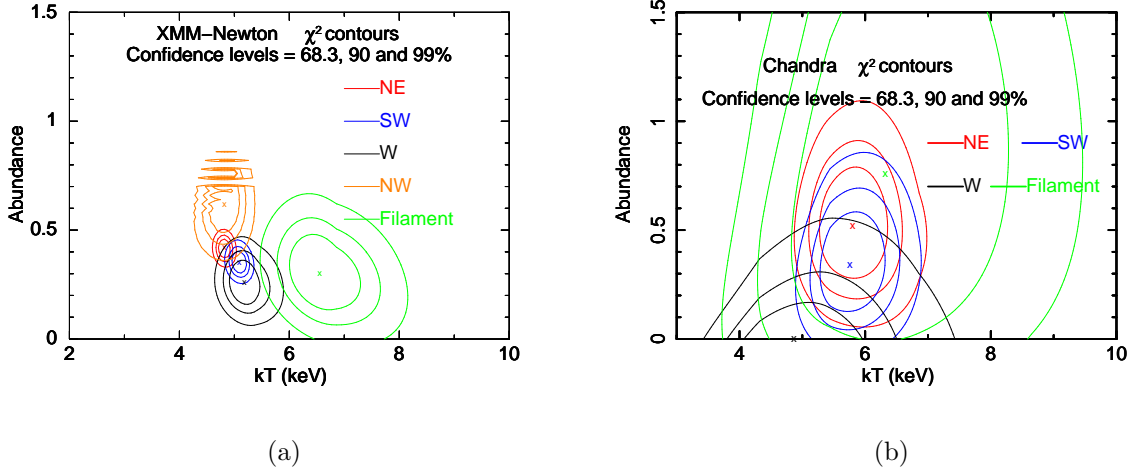 XMM−Newton χ² contours
Confidence levels = 68.3, 90 and 99%
NE
SW
W
NW
Filament
Abundance
0 0.5 1 1.5
2 4 6 8 10
kT (keV)
(a)
Chandra χ² contours
Confidence levels = 68.3, 90 and 99%
NE SW
W Filament
Abundance
0 0.5 1 1.5
4 6 8 10
kT (keV)
(b)